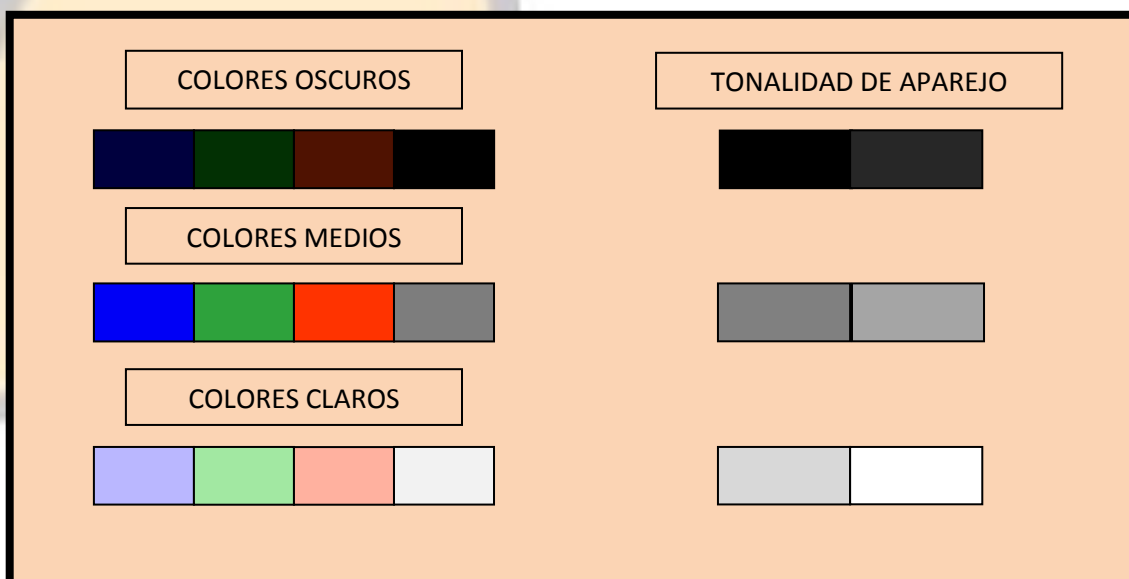 COLORES OSCUROS
TONALIDAD DE APAREJO
COLORES MEDIOS
COLORES CLAROS